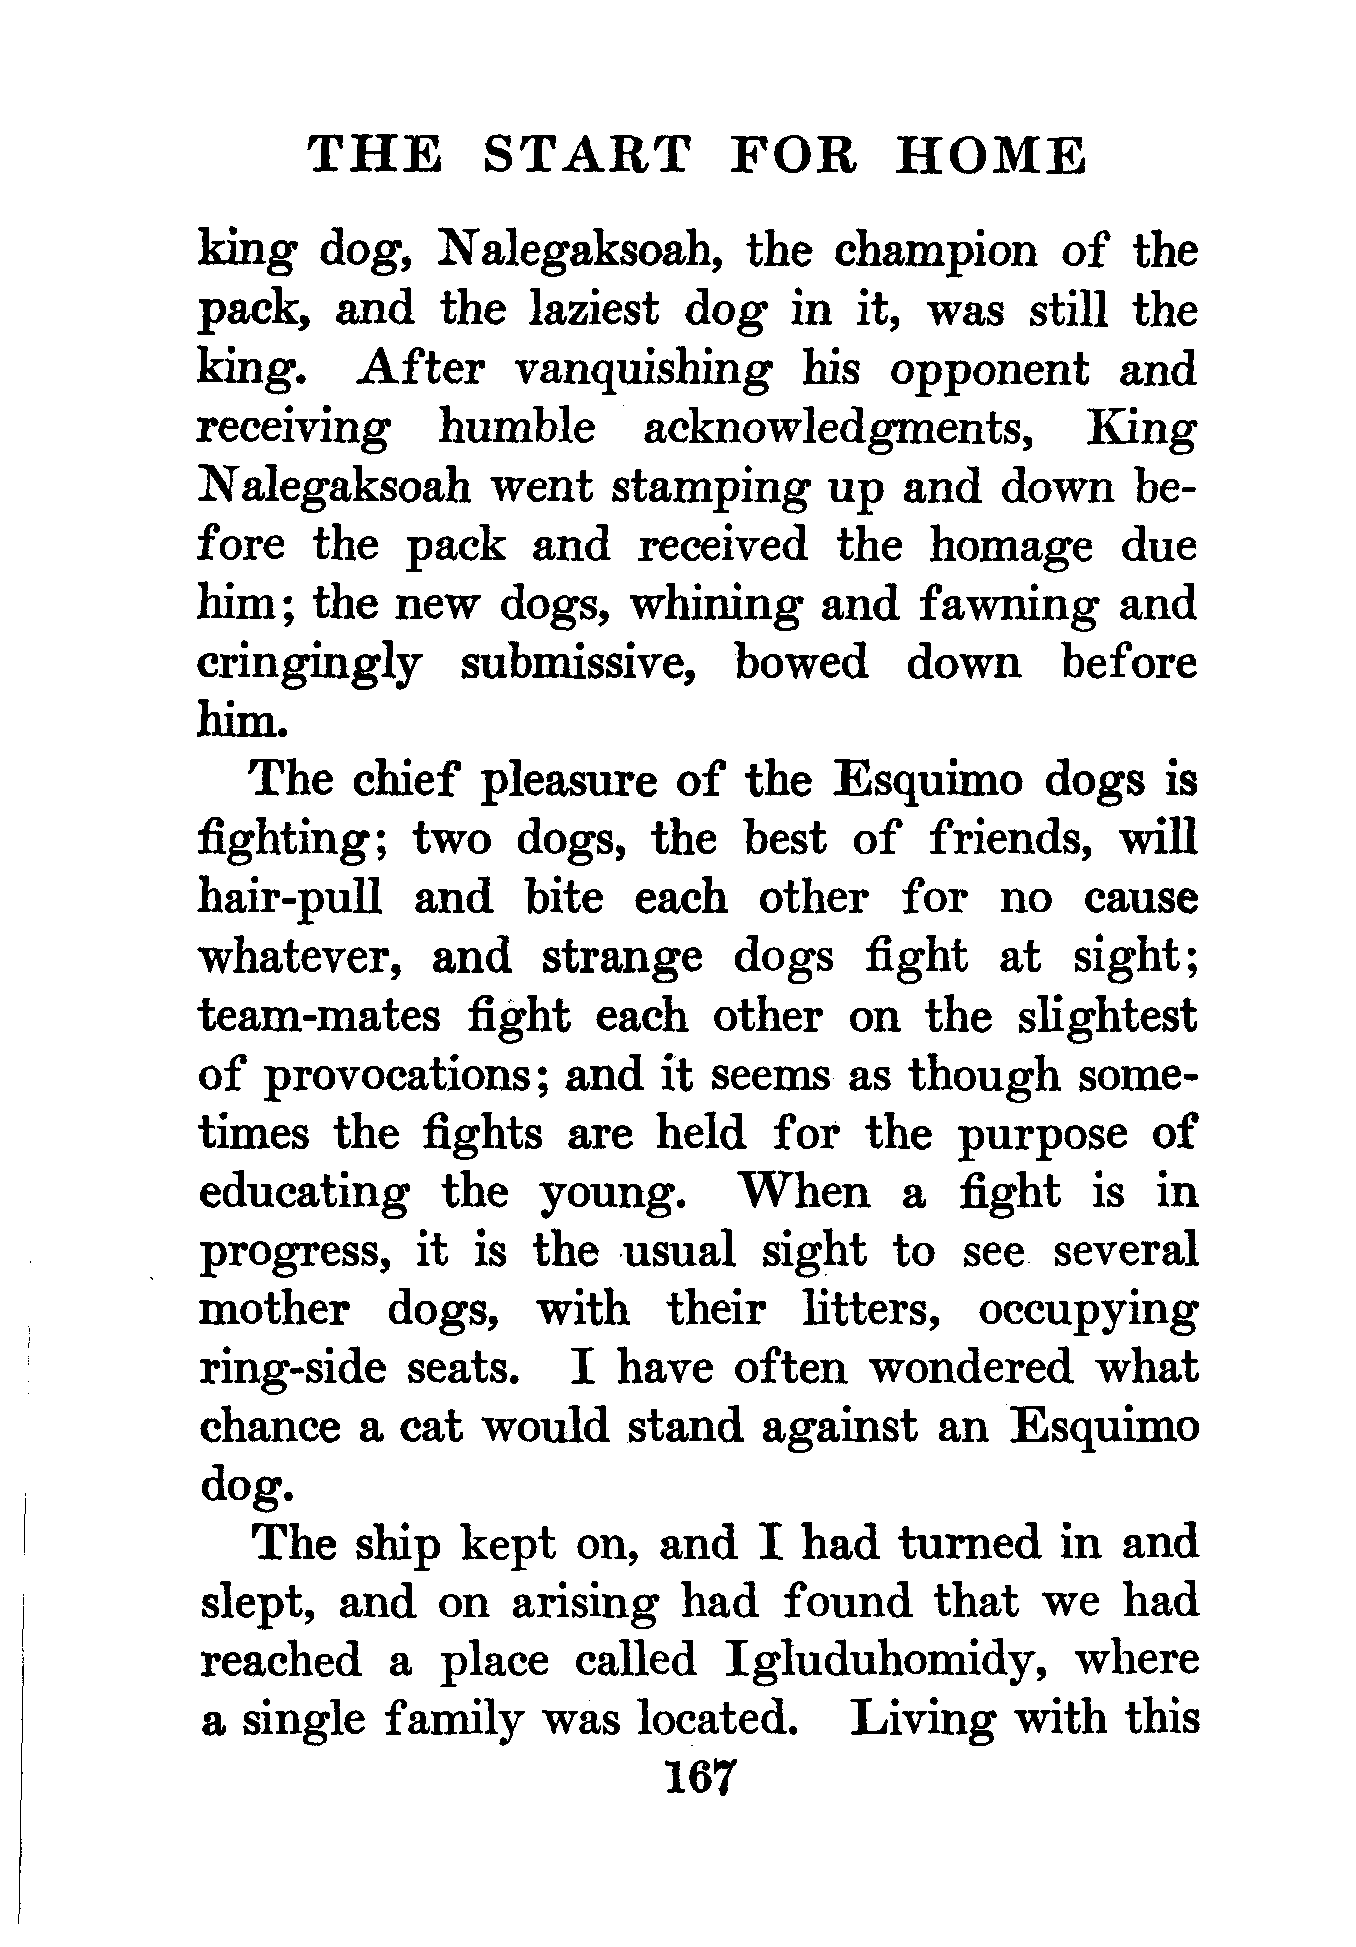 THE START FOR HOME
king dog, Nalegaksoah, the champion of the
pack, and the laziest dog in it, was still the
king. After vanquishing his opponent and
receiving humble acknowledgments, King
Nalegaksoah went stamping up and down be-
fore the pack and received the homage due
him; the new dogs, whining and fawning and
cringingly submissive, bowed down before
him.
The chief pleasure of the Esquimo dogs is
fighting; two dogs, the best of friends, will
hair-pull and bite each other for no cause
whatever, and strange dogs fight at sight;
team-mates fight each other on the slightest
of provocations; and it seems as though some-
times the fights are held for the purpose of
educating the young. When a fight is in
progress, it is the usual sight to see several
mother dogs, with their litters, occupying
ring-side seats. I have often wondered what
chance a cat would stand against an Esquimo
dog.
The ship kept on, and I had turned in and
slept, and on arising had found that we had
reached a place called Igluduhomidy, where
a single family was located. Living with this
167